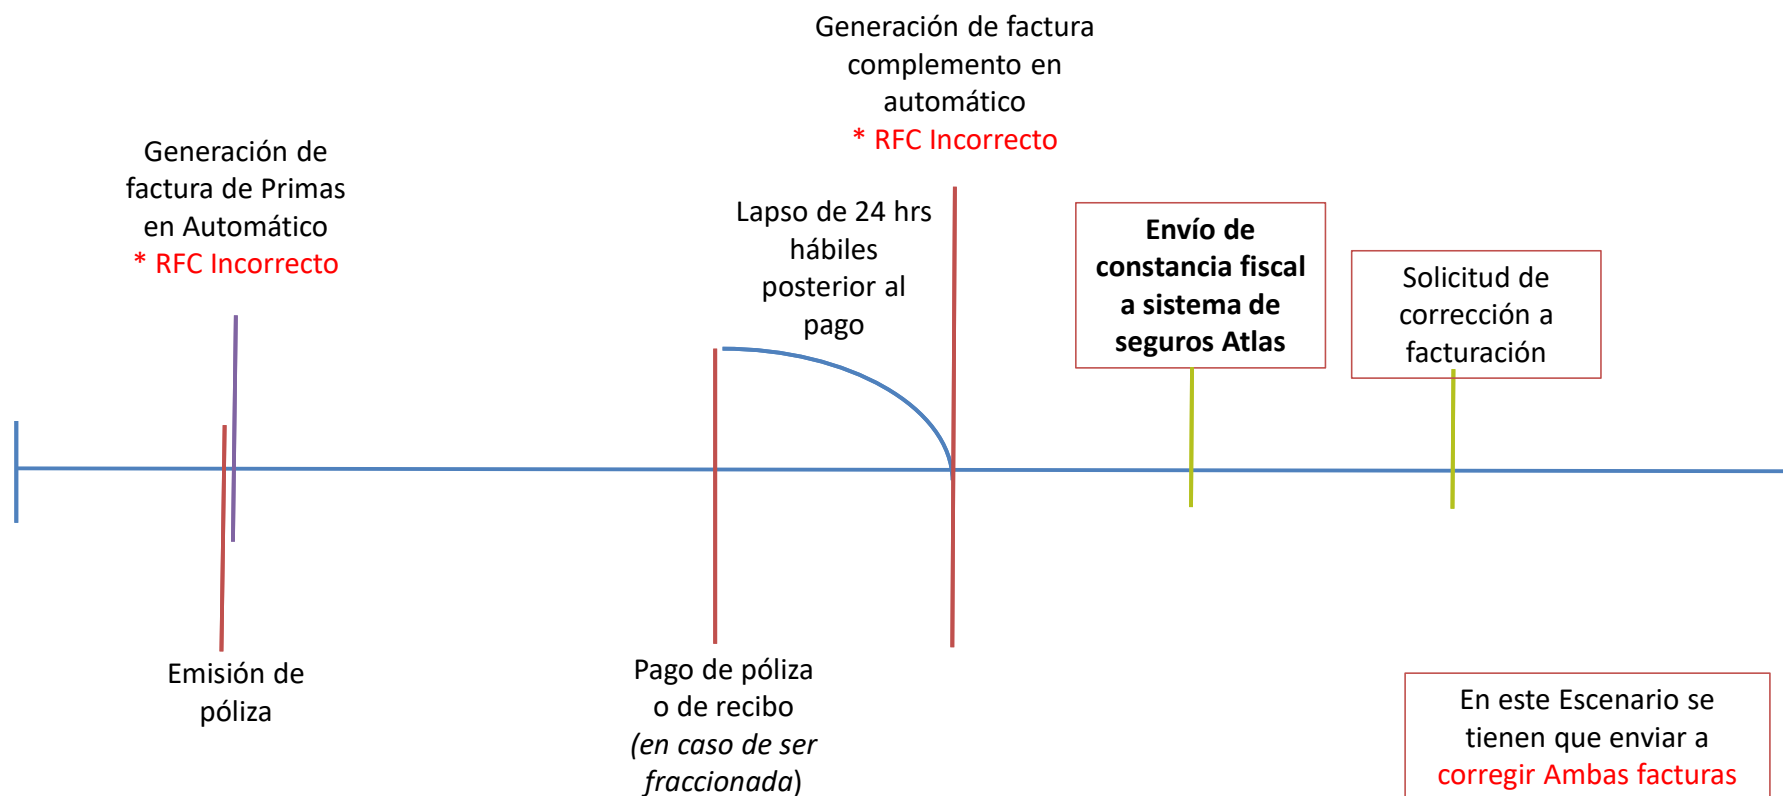 Generación de factura
complemento en
automático
* RFC Incorrecto
Generación de
factura de Primas
en Automático
* RFC Incorrecto
Lapso de 24 hrs
hábiles
posterior al
pago
Envío de
constancia fiscal
a sistema de
seguros Atlas
Solicitud de
corrección a
facturación
Emisión de
póliza
Pago de póliza
o de recibo
(en caso de ser
fraccionada)
En este Escenario se
tienen que enviar a
corregir Ambas facturas